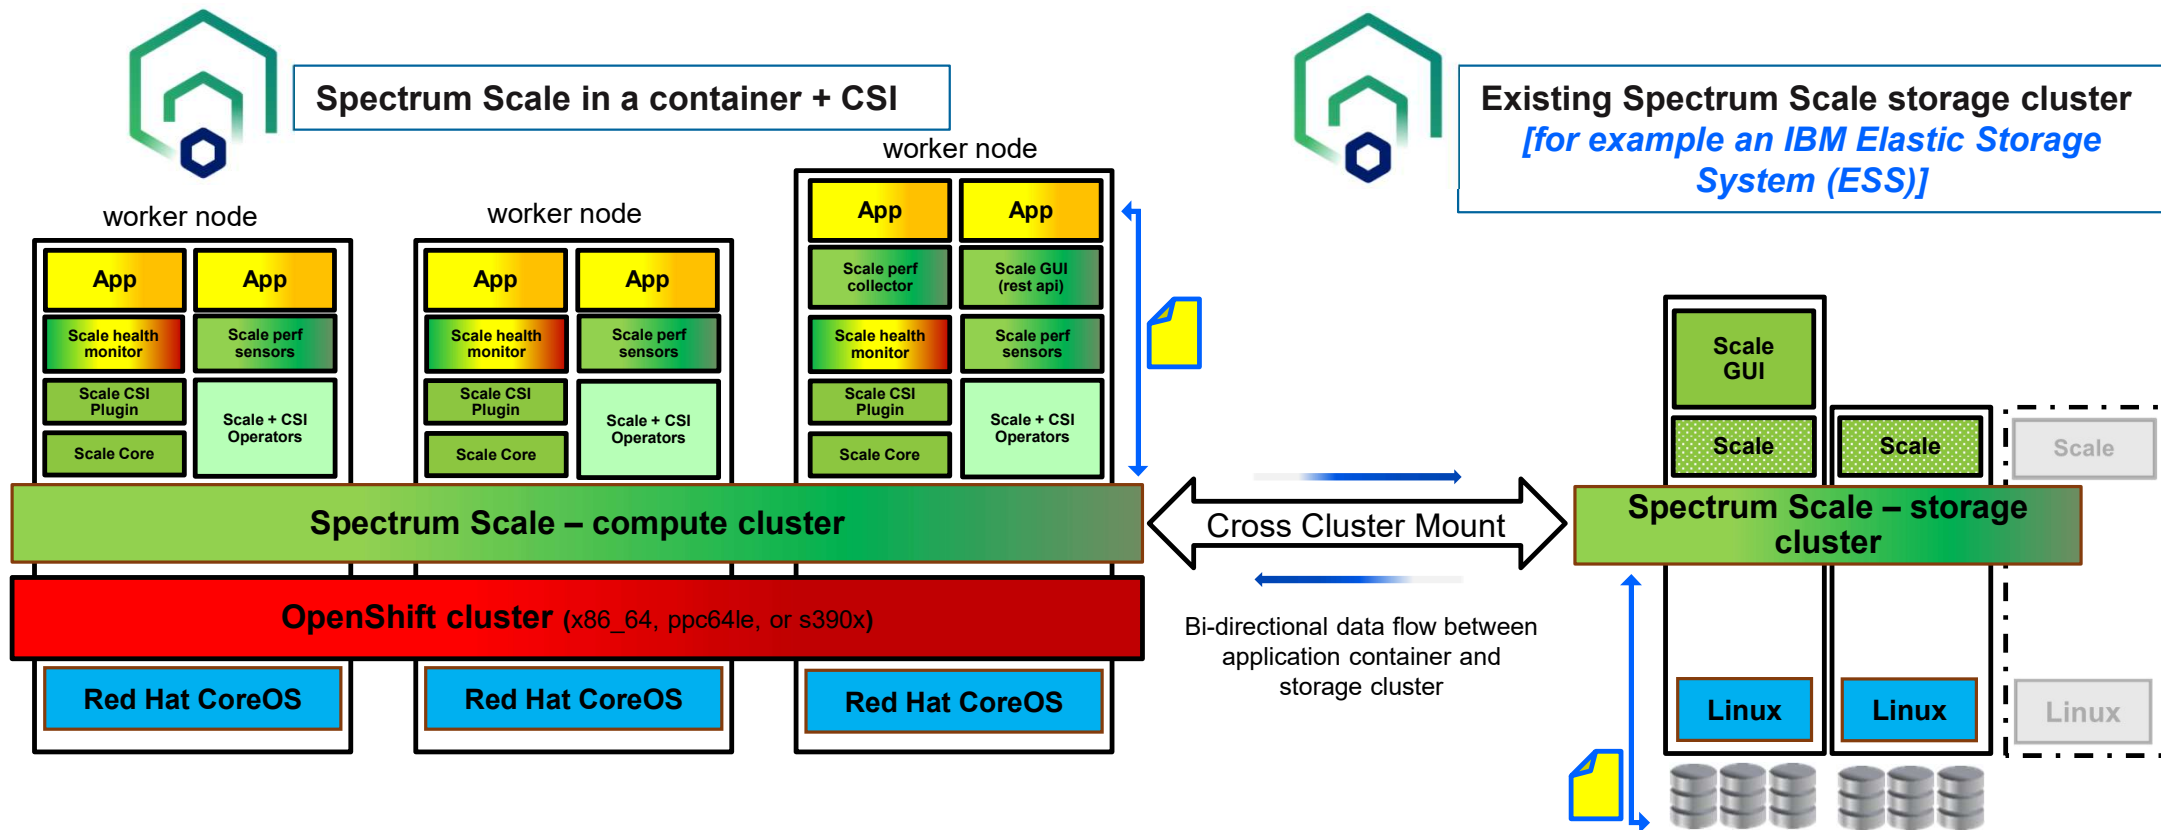 Spectrum Scale in a container + CSI
Existing Spectrum Scale storage cluster
[for example an IBM Elastic Storage
System (ESS)]
worker node
App
App
Scale health
monitor
Scale perf
sensors
Scale CSI
Plugin
Scale + CSI
Operators
Scale Core
worker node
App
App
Scale health
monitor
Scale perf
sensors
Scale CSI
Plugin
Scale + CSI
Operators
Scale Core
worker node
App
App
Scale perf
collector
Scale GUI
(rest api)
Scale health
monitor
Scale perf
sensors
Scale CSI
Plugin
Scale + CSI
Operators
Scale Core
Spectrum Scale – compute cluster
OpenShift cluster (x86_64, ppc64le, or s390x)
Red Hat CoreOS
Red Hat CoreOS
Red Hat CoreOS
Cross Cluster Mount
Bi-directional data flow between
application container and
storage cluster
Scale
GUI
Scale
Scale
Scale
Spectrum Scale – storage
cluster
Linux
Linux
Linux